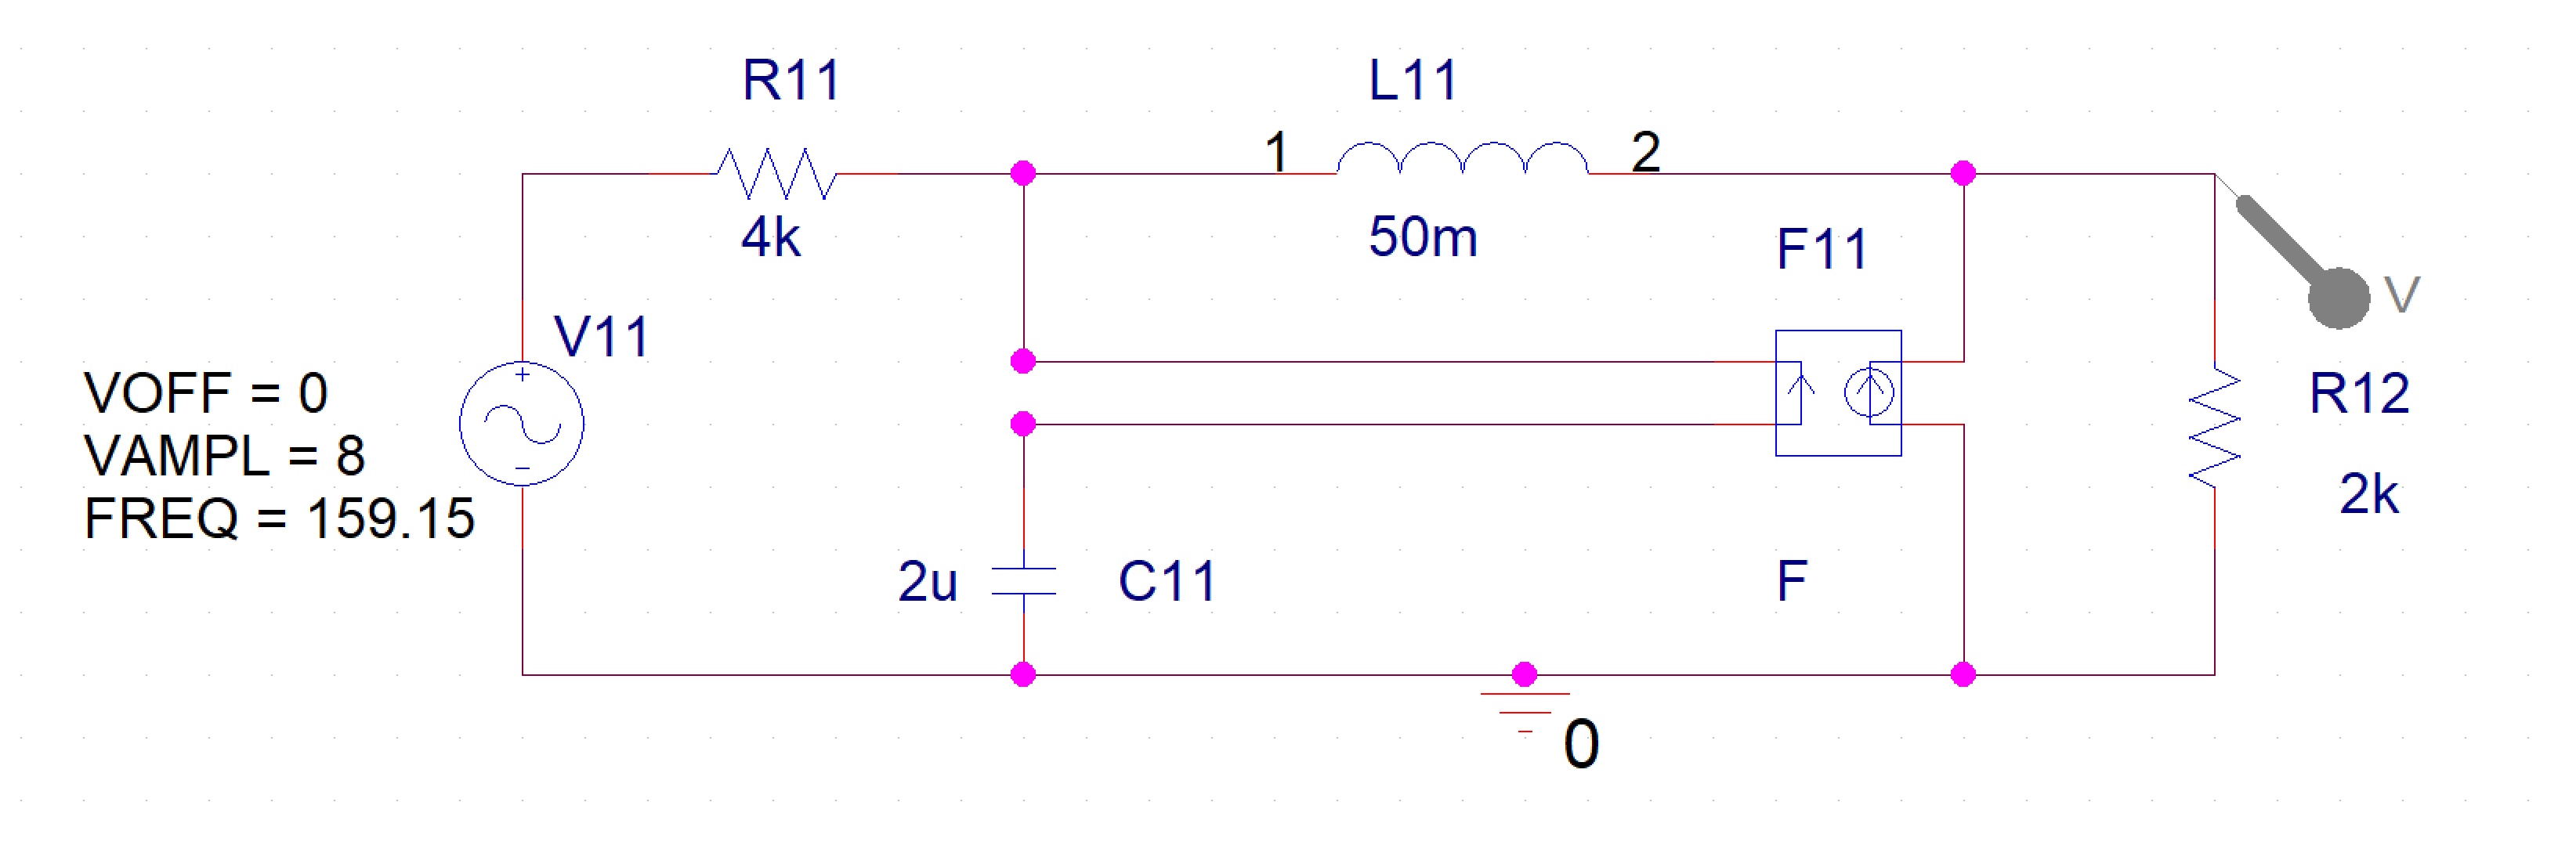 R11
L11
1
2
4k
50m
F11
V11
V
VOFF = 0
VAMPL = 8
FREQ = 159.15
R12
2k
2u
C11
F
0